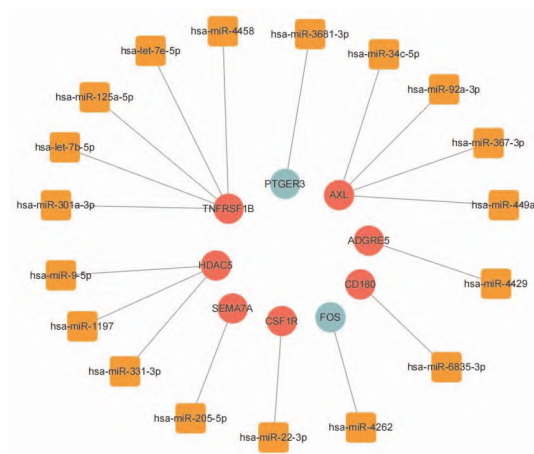 hsa-miR-4458
hsa-miR-3681-3p
hsa-let-7e-5p
hsa-miR-34c-5p
hsa-miR-125a-5p
hsa-miR-92a-3p
hsa-let-7b-5p
hsa-miR-367-3p
PTGER3
AXL
hsa-miR-301a-3p
TNFRSF1B
hsa-miR-449a
ADGRE5
HDAC5
hsa-miR-9-5p
hsa-miR-4429
CD180
SEMA7A
CSF1R
FOS
hsa-miR-1197
hsa-miR-6835-3p
hsa-miR-331-3p
hsa-miR-205-5p
hsa-miR-22-3p
hsa-miR-4262